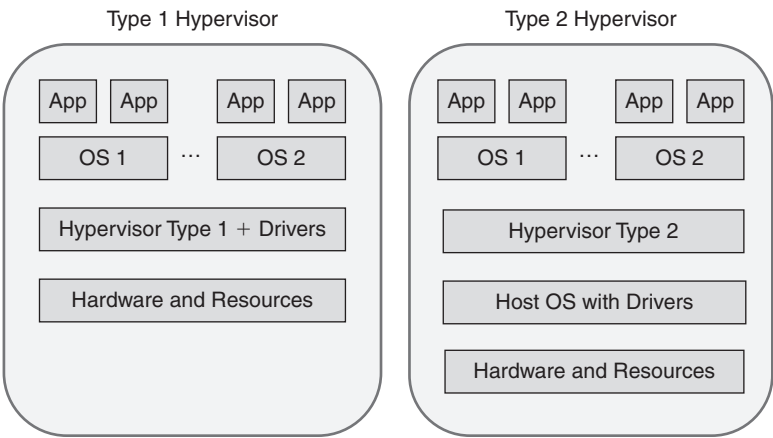 Type 1 Hypervisor
App App App App
OS 1 ... OS 2
Hypervisor Type 1 + Drivers
Hardware and Resources
Type 2 Hypervisor
App App App App
OS 1 ... OS 2
Hypervisor Type 2
Host OS with Drivers
Hardware and Resources